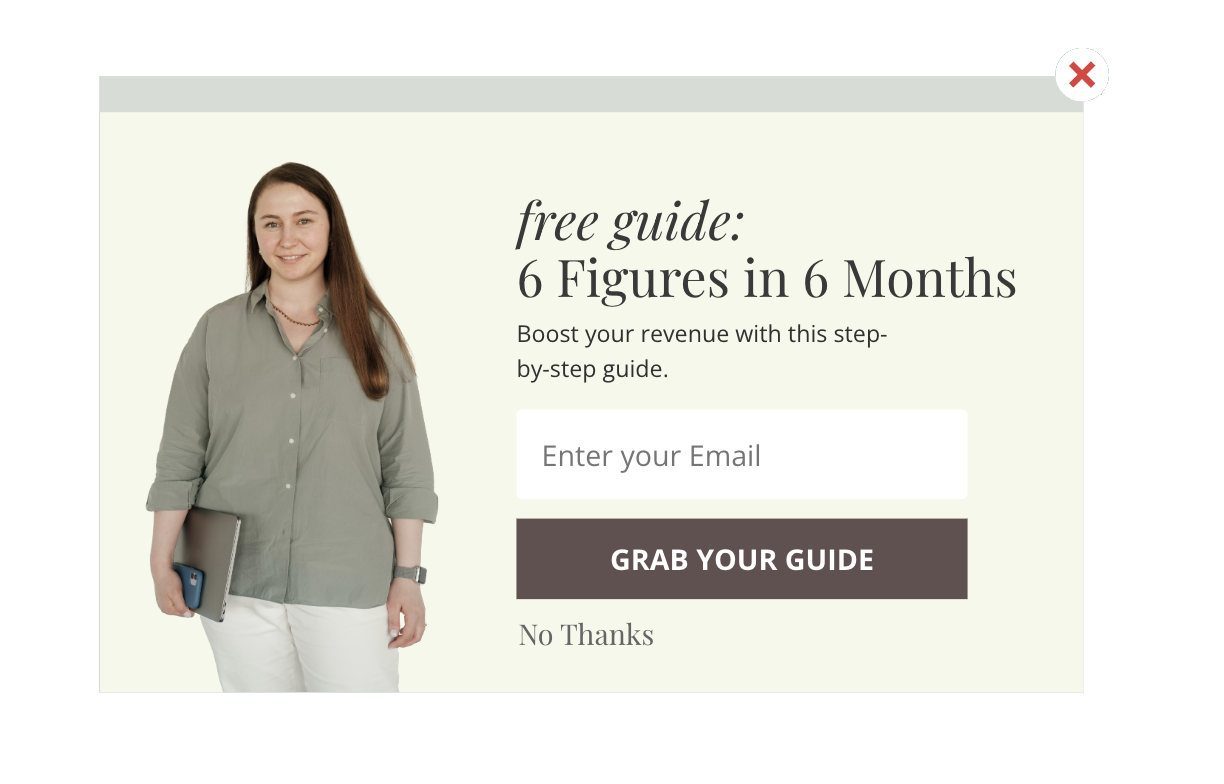 free guide:
6 Figures in 6 Months
Boost your revenue with this step-
by-step guide.
Enter your Email
GRAB YOUR GUIDE
No Thanks